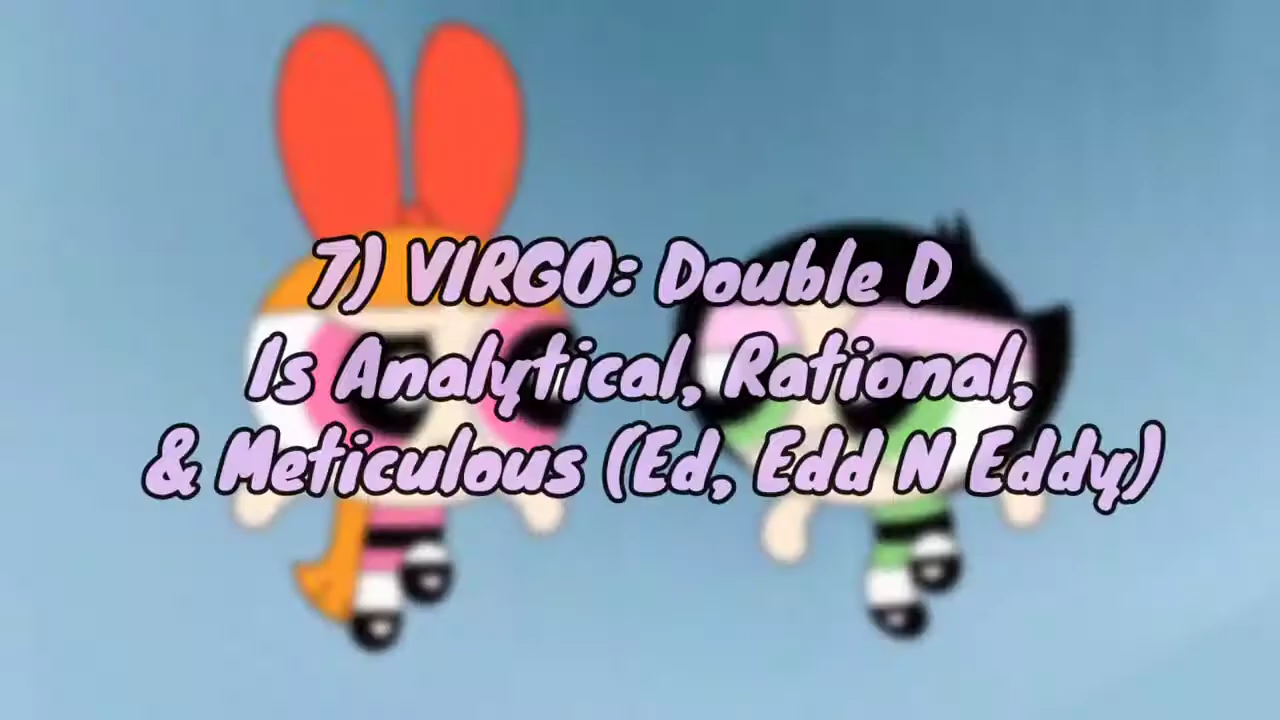 7) VIRGO: Double D
Is Analytical, Rational,
& Meticulous (Ed, Edd N Eddy)